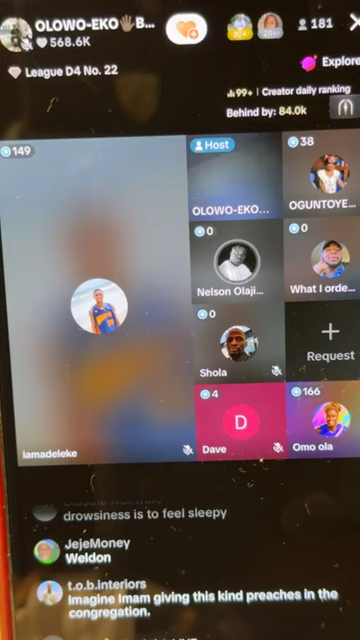 OLOWO-EKO🖐🏾B...
568.6K
20+
20+
181
League D4 No. 22
Explore
99+ | Creator daily ranking
Behind by: 84.0k
149
Host
OLOWO-EKO...
38
OGUNTOYE...
0
Nelson Olaji...
0
What I orde...
0
Shola
+
Request
iamadeleke
4
D
Dave
166
Omo ola
drowsiness is to feel sleepy
JejeMoney
Weldon
t.o.b.interiors
Imagine Imam giving this kind preaches in the
congregation.